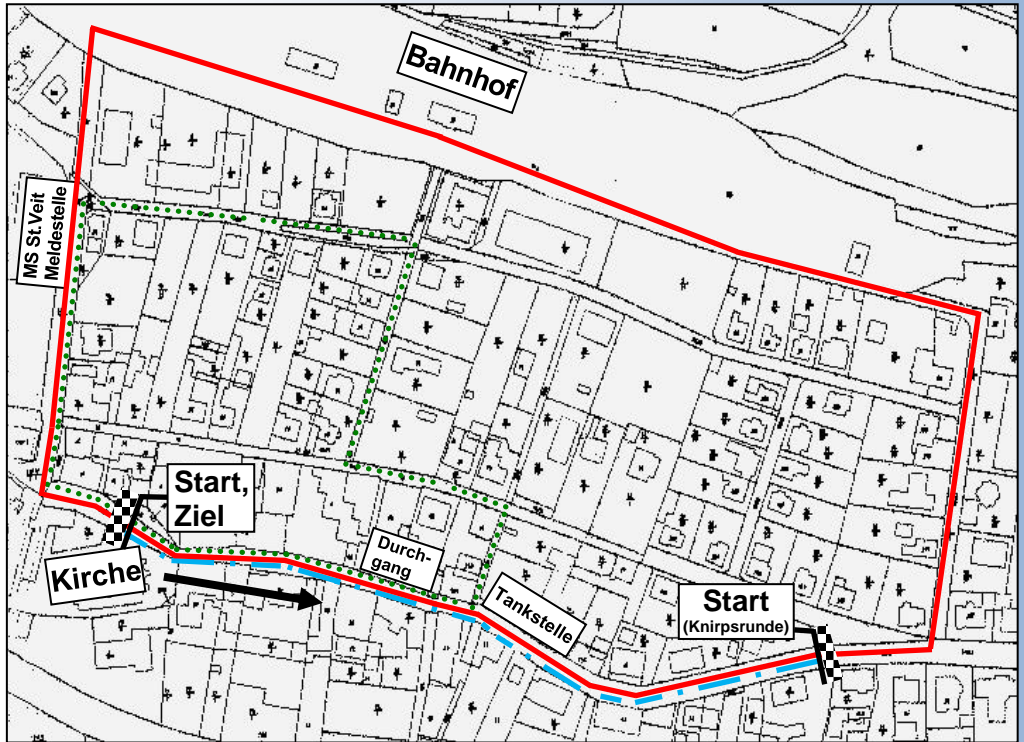 Bahnhof
MS St.Veit
Meldestelle
Start,
Ziel
Kirche
Durch-
gang
Tankstelle
Start
(Knirpsrunde)